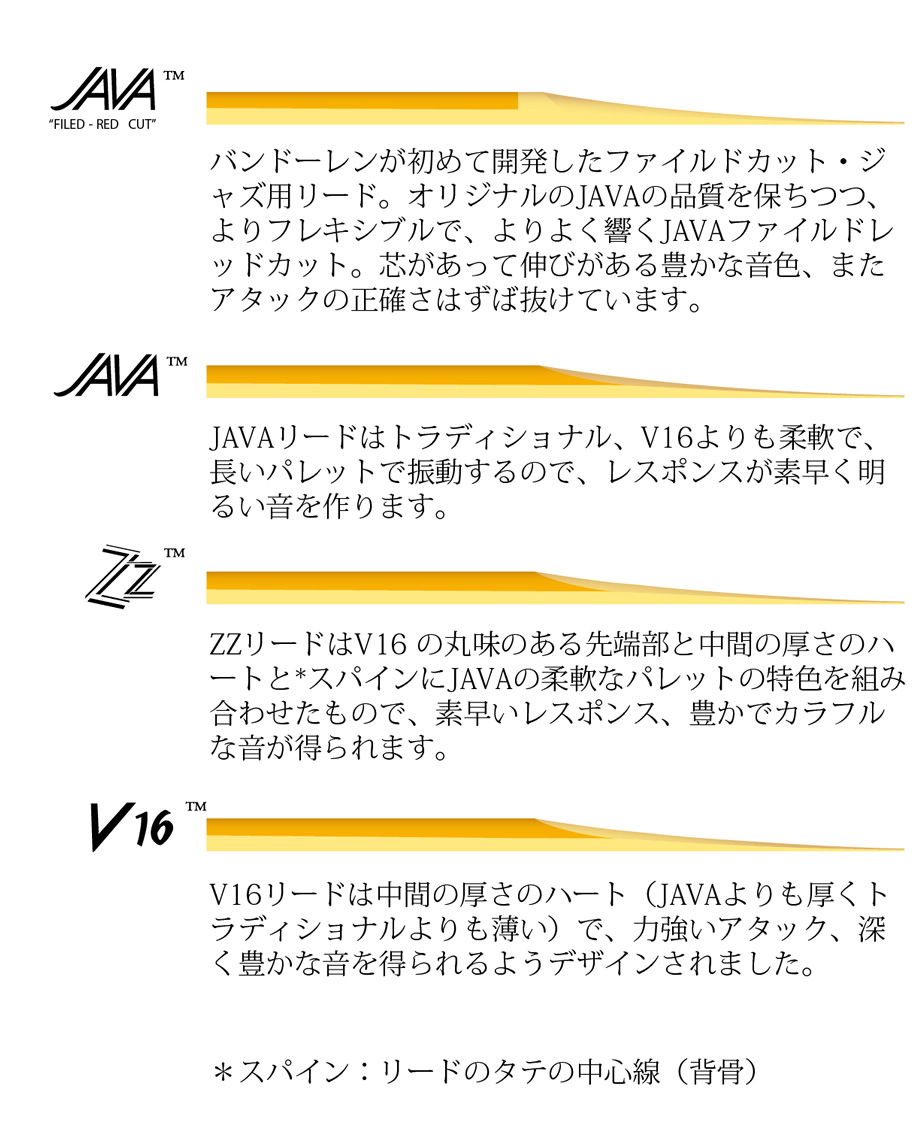 JAVA™
"FILED - RED CUT"
バンドーレンが初めて開発したファイルドカット・ジ
ャズ用リード。オリジナルのJAVAの品質を保ちつつ、
よりフレキシブルで、よりよく響くJAVAファイルドレ
ッドカット。芯があって伸びがある豊かな音色、また
アタックの正確さはずば抜けています。
JAVA™
JAVAリードはトラディショナル、V16よりも柔軟で、
長いパレットで振動するので、レスポンスが素早く明
るい音を作ります。
ZZ™
ZZリードはV16 の丸味のある先端部と中間の厚さのハ
ートと*スパインにJAVAの柔軟なパレットの特色を組み
合わせたもので、素早いレスポンス、豊かでカラフル
な音が得られます。
V16™
V16リードは中間の厚さのハート（JAVAよりも厚くト
ラディショナルよりも薄い）で、力強いアタック、深
く豊かな音を得られるようデザインされました。
＊スパイン：リードのタテの中心線（背骨）